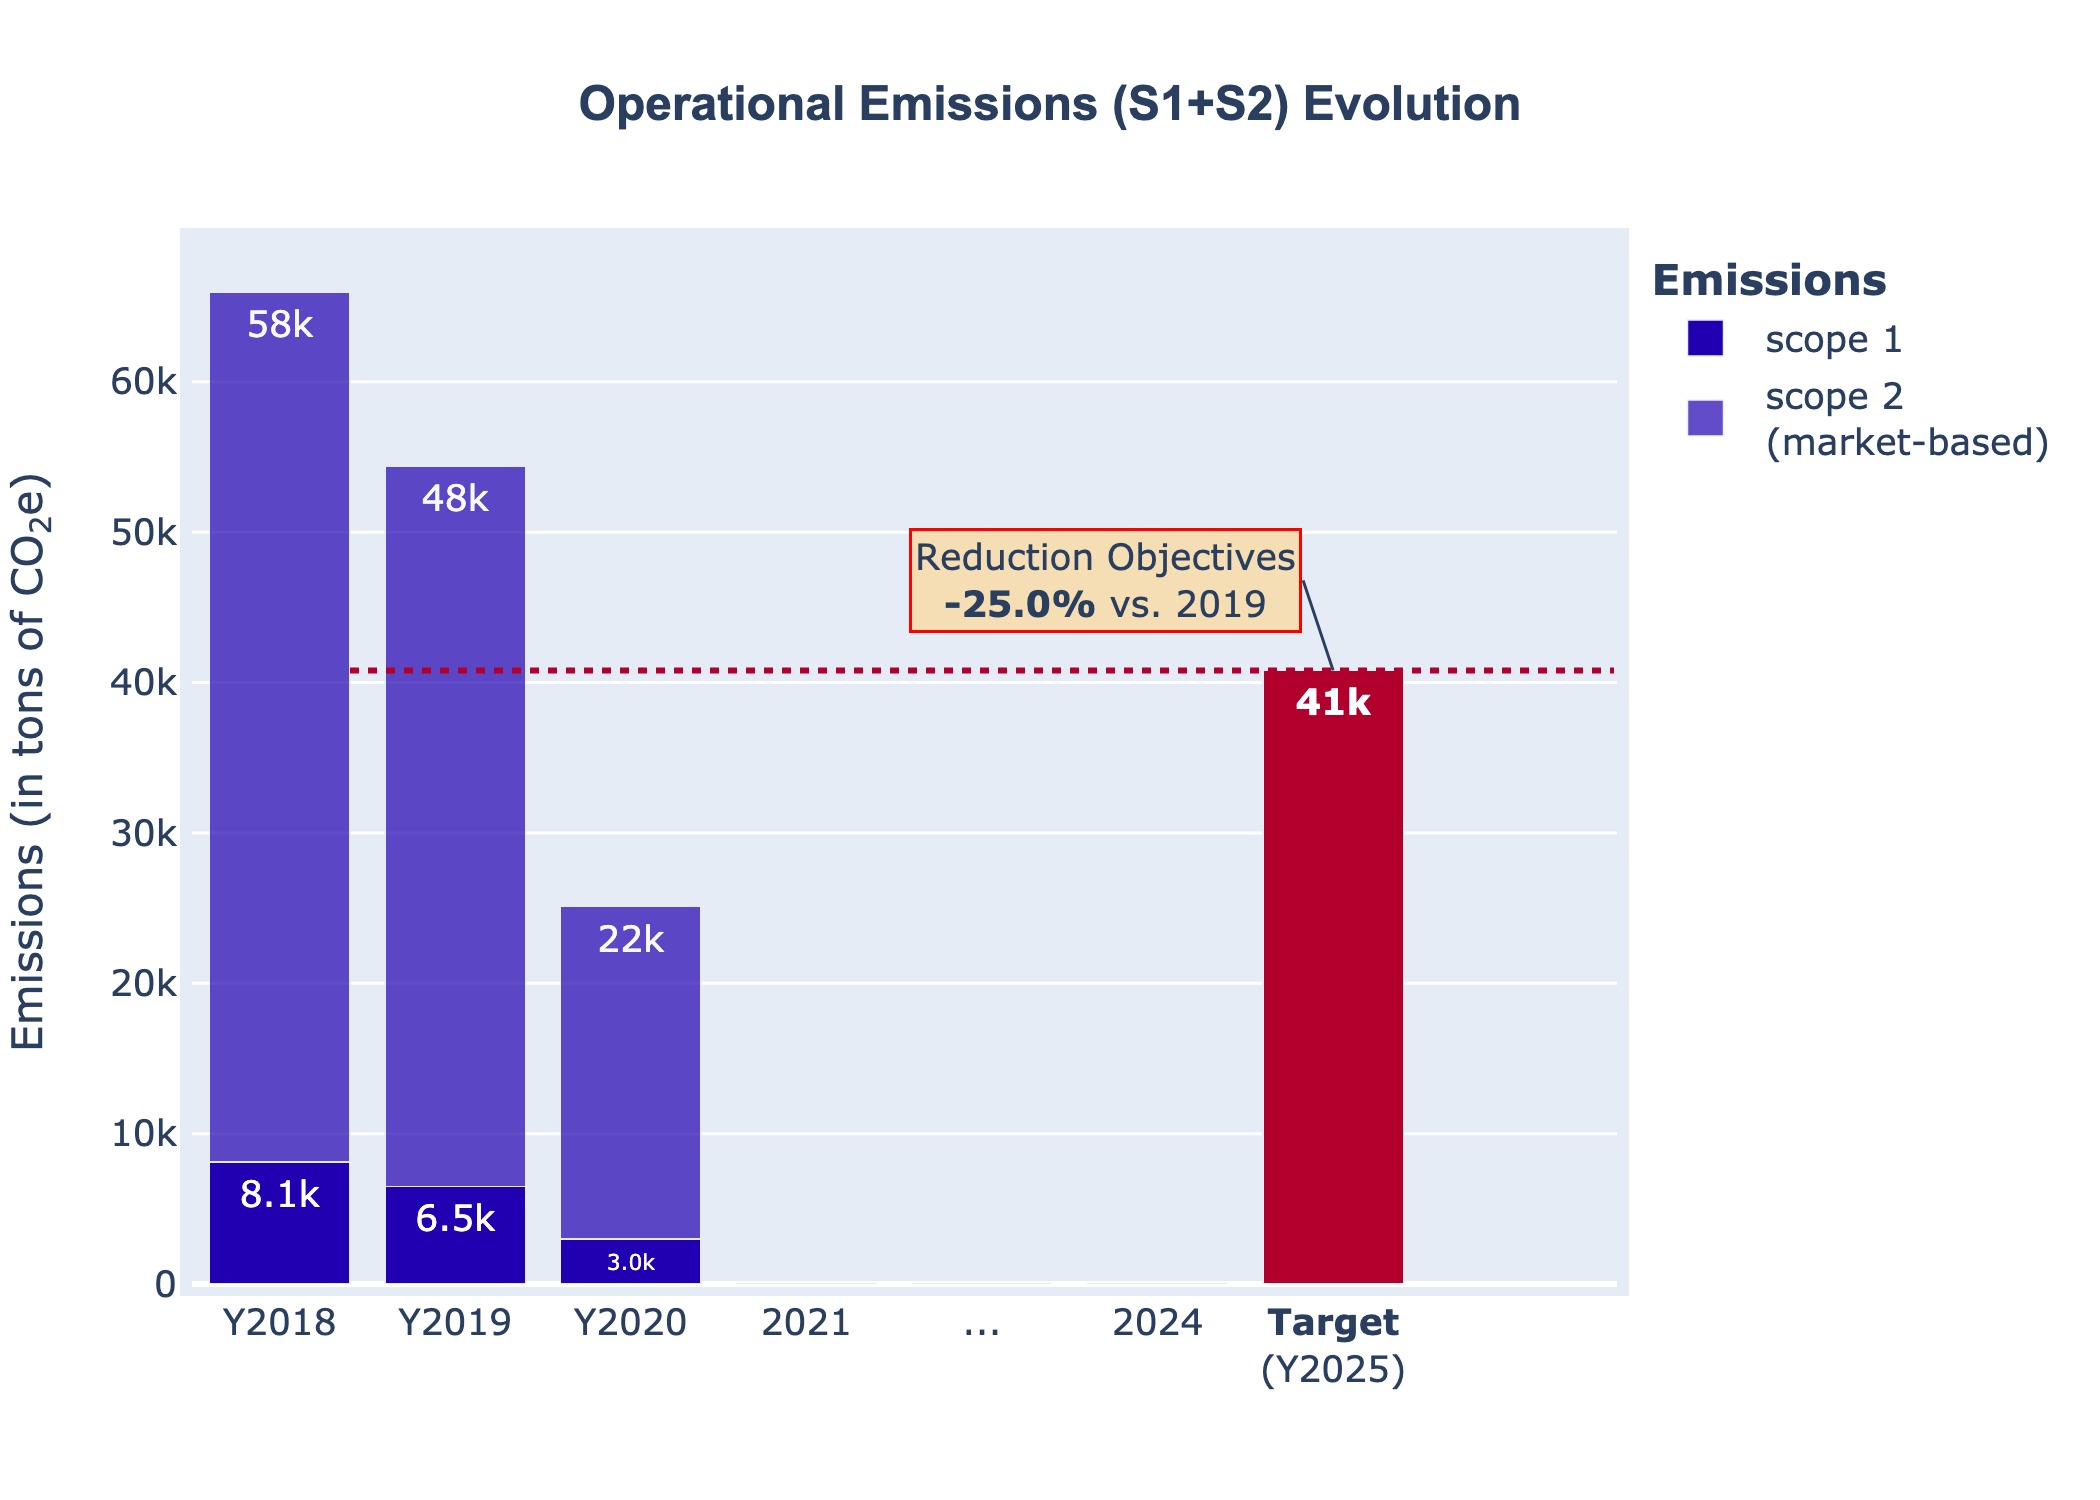 Operational Emissions (S1+S2) Evolution
Emissions (in tons of CO₂e)
60k
50k
40k
30k
20k
10k
0
58k
8.1k
48k
6.5k
22k
3.0k
Reduction Objectives
-25.0% vs. 2019
41k
Y2018
Y2019
Y2020
2021
...
2024
Target
(Y2025)
Emissions
scope 1
scope 2
(market-based)